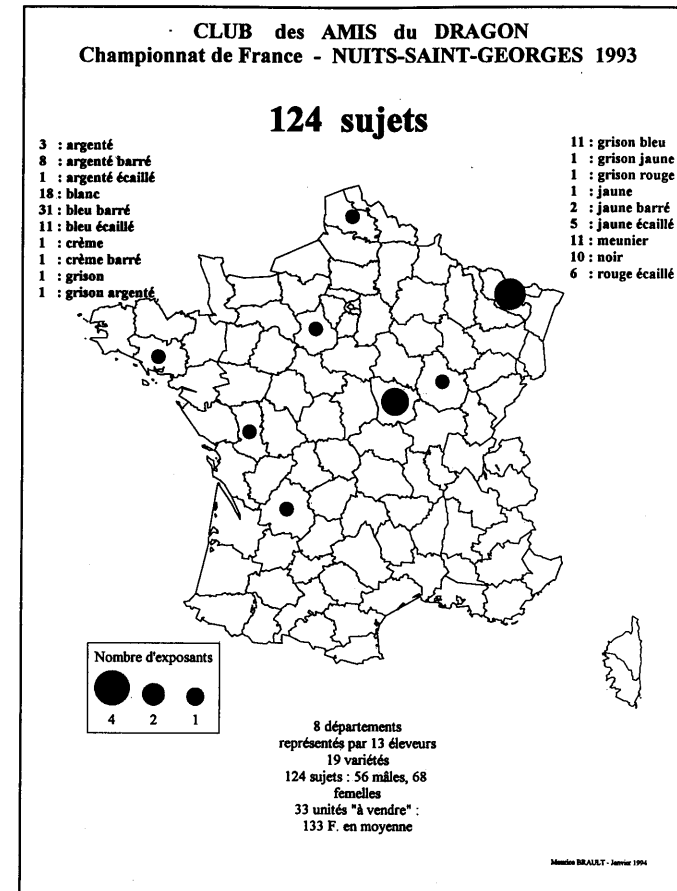 CLUB des AMIS du DRAGON
Championnat de France - NUITS-SAINT-GEORGES 1993
124 sujets
3 : argenté
8 : argenté barré
1 : argenté écaillé
18 : blanc
31 : bleu barré
11 : bleu écaillé
1 : crème
1 : crème barré
1 : grison
1 : grison argenté
11 : grison bleu
1 : grison jaune
1 : grison rouge
1 : jaune
2 : jaune barré
5 : jaune écaillé
11 : meunier
10 : noir
6 : rouge écaillé
Nombre d'exposants
4 2 1
8 départements
représentés par 13 éleveurs
19 variétés
124 sujets : 56 mâles, 68
femelles
33 unités "à vendre" :
133 F. en moyenne
Maurice BRAULT - Janvier 1994